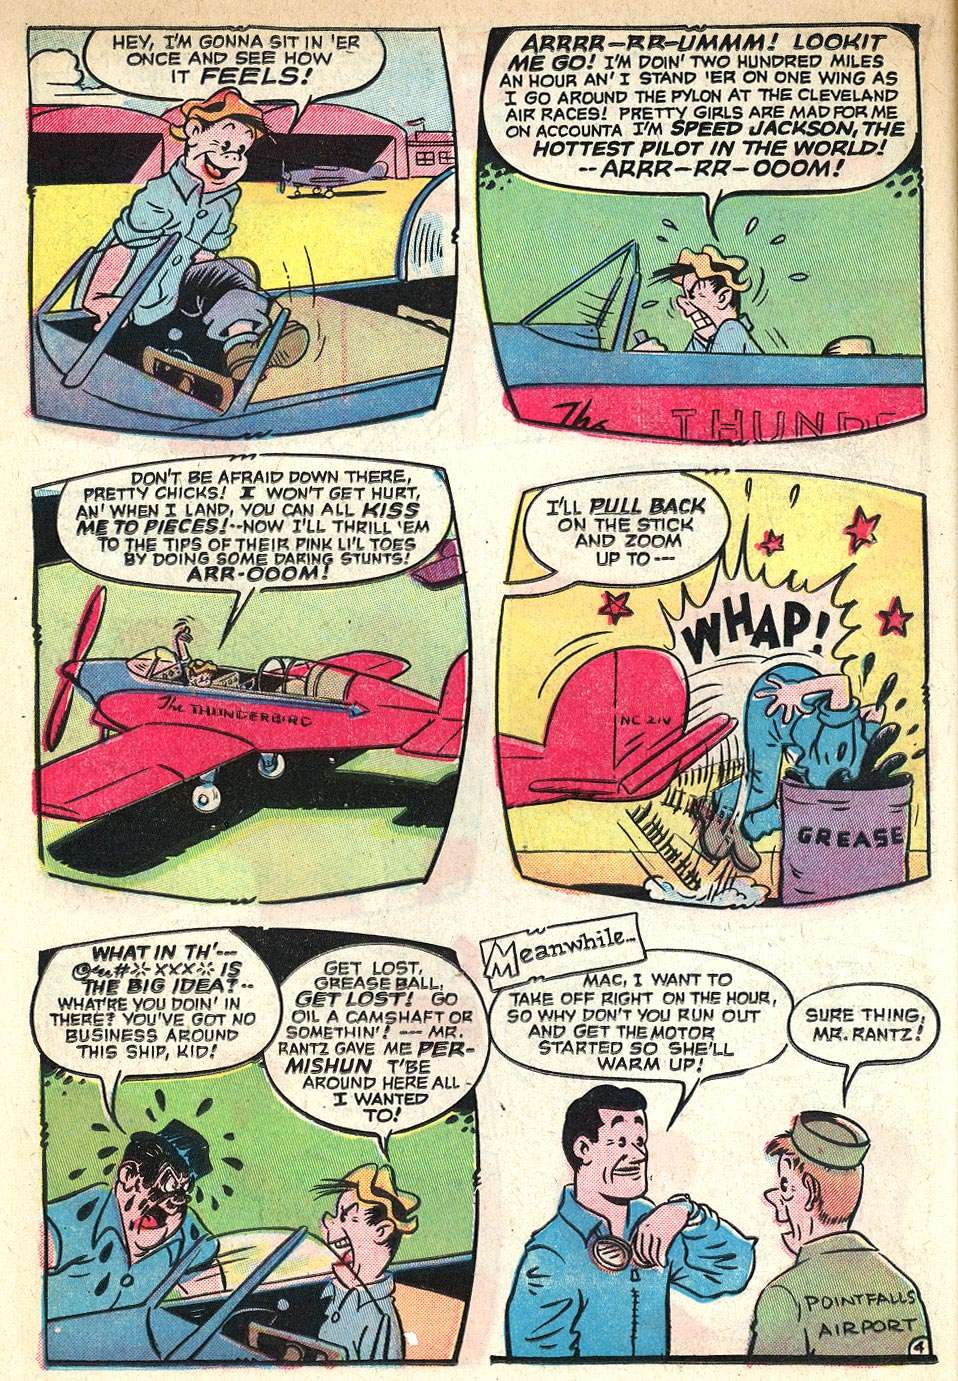 HEY, I'M GONNA SIT IN 'ER
ONCE AND SEE HOW
IT FEELS!
ARRRR-RR-UMMM! LOOKIT
ME GO! I'M DOIN' TWO HUNDRED MILES
AN HOUR AN' I STAND 'ER ON ONE WING AS
I GO AROUND THE PYLON AT THE CLEVELAND
AIR RACES! PRETTY GIRLS ARE MAD FOR ME
ON ACCOUNTA I'M SPEED JACKSON, THE
HOTTEST PILOT IN THE WORLD!
--ARRR-RR-OOOM!
The THUNDE
DON'T BE AFRAID DOWN THERE,
PRETTY CHICKS! I WON'T GET HURT,
AN' WHEN I LAND, YOU CAN ALL KISS
ME TO PIECES!--NOW I'LL THRILL 'EM
TO THE TIPS OF THEIR PINK LI'L TOES
BY DOING SOME DARING STUNTS!
ARR-OOOM!
The THUNDERBIRD
I'LL PULL BACK
ON THE STICK
AND ZOOM
UP TO---
WHAP!
NC 21V
GREASE
WHAT IN TH'---
@*#※XXX※ IS
THE BIG IDEA?--
WHAT'RE YOU DOIN' IN
THERE? YOU'VE GOT NO
BUSINESS AROUND
THIS SHIP, KID!
GET LOST,
GREASE BALL,
GET LOST! GO
OIL A CAMSHAFT OR
SOMETHIN'! --- MR.
RANTZ GAVE ME PER-
MISHUN T'BE
AROUND HERE ALL
I WANTED
TO!
Meanwhile...
MAC, I WANT TO
TAKE OFF RIGHT ON THE HOUR,
SO WHY DON'T YOU RUN OUT
AND GET THE MOTOR
STARTED SO SHE'LL
WARM UP!
SURE THING,
MR. RANTZ!
POINTFALLS
AIRPORT
4